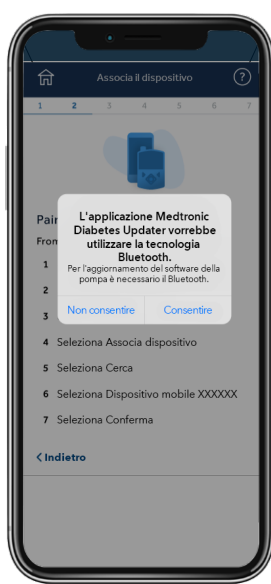 Associa il dispositivo
?
1 2 3 4 5 6 7
Pair
From
L'applicazione Medtronic
Diabetes Updater vorrebbe
utilizzare la tecnologia
Bluetooth.
Per l'aggiornamento del software della
pompa è necessario il Bluetooth.
Non consentire Consentire
1
2
3
4 Seleziona Associa dispositivo
5 Seleziona Cerca
6 Seleziona Dispositivo mobile XXXXXX
7 Seleziona Conferma
< Indietro